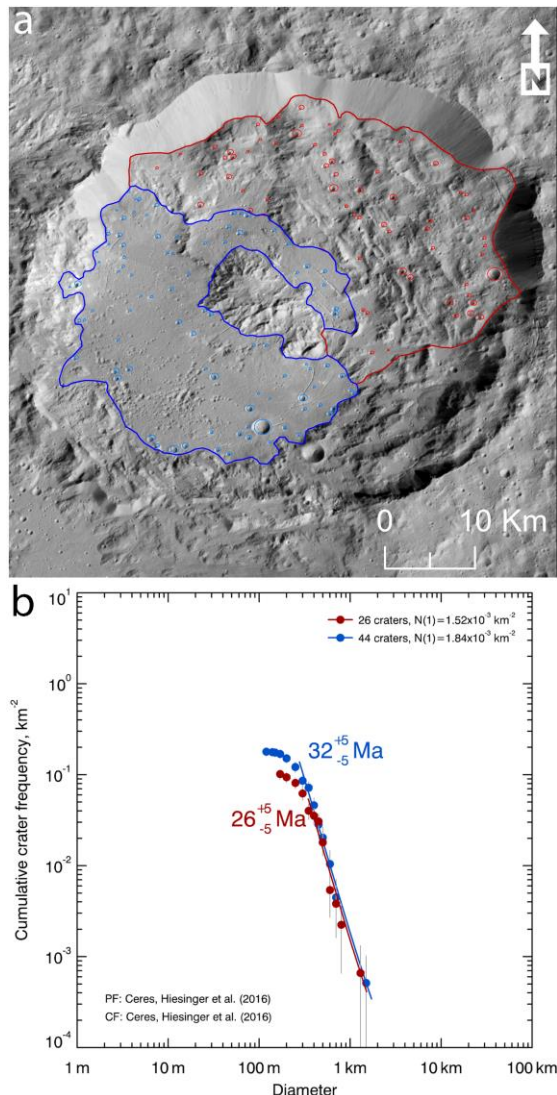 a
N
0 10 Km
b
10¹
10⁰
10⁻¹
10⁻²
10⁻³
10⁻⁴
Cumulative crater frequency, km⁻²
26 craters, N(1)=1.52x10⁻³ km⁻²
44 craters, N(1)=1.84x10⁻³ km⁻²
32 +5 -5 Ma
26 +5 -5 Ma
PF: Ceres, Hiesinger et al. (2016)
CF: Ceres, Hiesinger et al. (2016)
1 m 10 m 100 m 1 km 10 km 100 km
Diameter